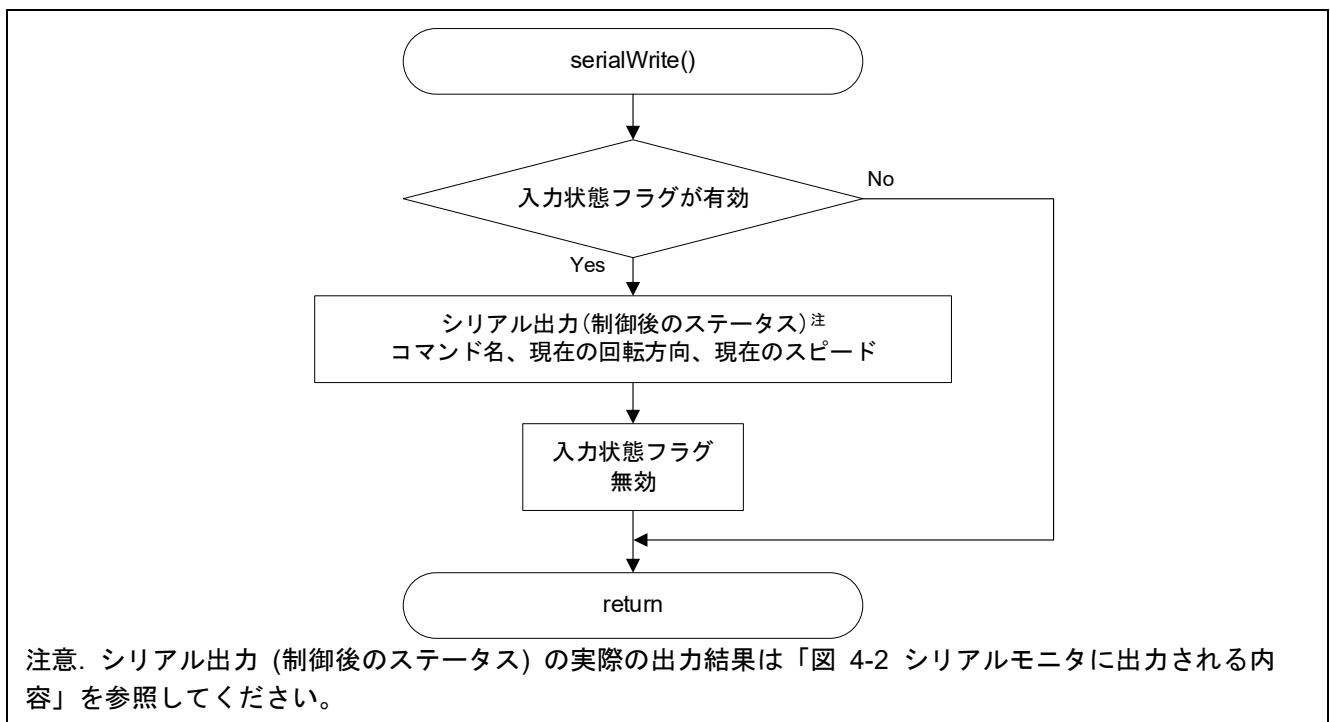 serialWrite()
入力状態フラグが有効
No
Yes
シリアル出力(制御後のステータス)注
コマンド名、現在の回転方向、現在のスピード
入力状態フラグ
無効
return
注意. シリアル出力 (制御後のステータス) の実際の出力結果は「図 4-2 シリアルモニタに出力される内
容」を参照してください。